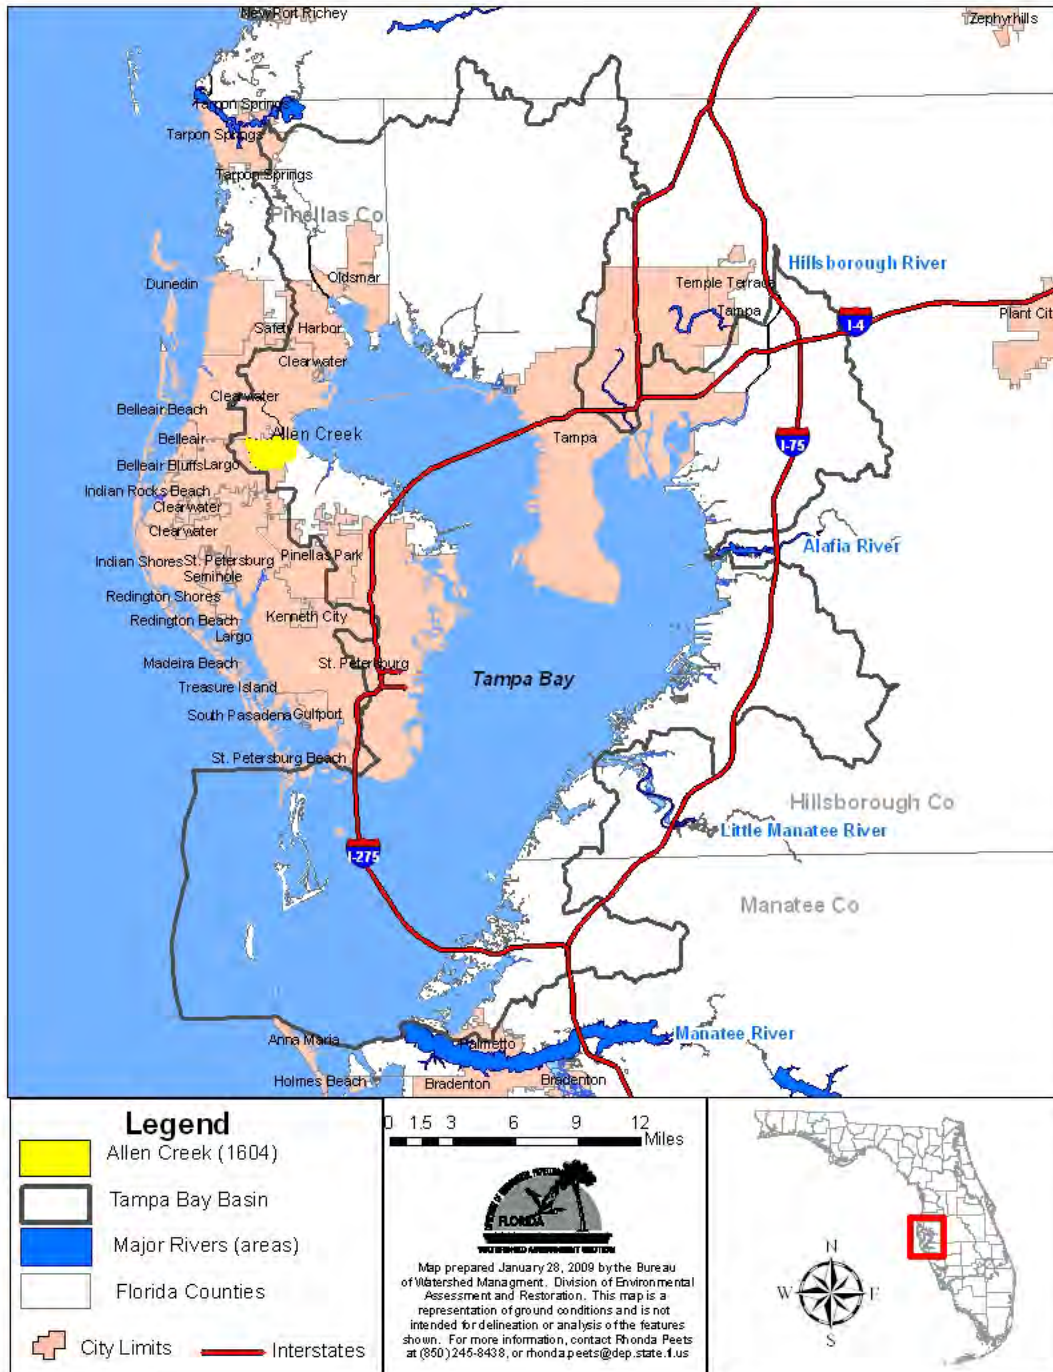 New Port Richey
Zephyrhills
Tarpon Springs
Tarpon Springs
Tarpon Springs
Pinellas Co
Hillsborough River
Oldsmar
Dunedin
Temple Terrace
Tampa
Plant Cit
I-4
Safety Harbor
Clearwater
Clearwater
Belleair Beach
Allen Creek
Belleair
Tampa
I-75
Belleair Bluffs
Largo
Indian Rocks Beach
Clearwater
Clearwater
Alafia River
Indian Shores
St. Petersburg
Pinellas Park
Seminole
Redington Shores
Redington Beach
Kenneth City
Largo
Madeira Beach
St. Petersburg
Tampa Bay
Treasure Island
South Pasadena
Gulfport
St. Petersburg Beach
Hillsborough Co
Little Manatee River
I-275
Manatee Co
Anna Maria
Palmetto
Manatee River
Holmes Beach
Bradenton
Bradenton
Legend
Allen Creek (1604)
Tampa Bay Basin
Major Rivers (areas)
Florida Counties
City Limits
Interstates
0 1.5 3 6 9 12
Miles
FLORIDA
WATERSHED ASSESSMENT SECTION
Map prepared January 28, 2009 by the Bureau
of Watershed Managment. Division of Environmental
Assessment and Restoration. This map is a
representation of ground conditions and is not
intended for delineation or analysis of the features
shown. For more information, contact Rhonda Peets
at (850) 245-8438, or rhonda.peets@dep.state.fl.us
N
W
E
S